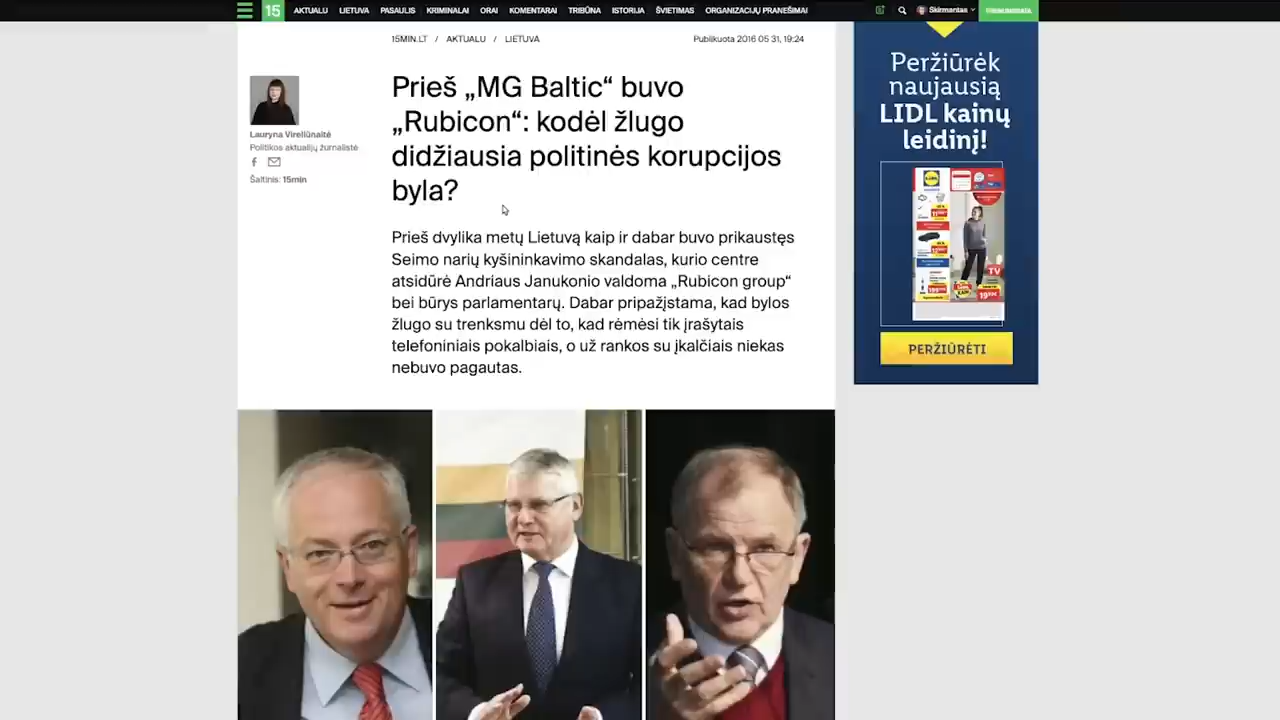 15 AKTUALU LIETUVA PASAULIS KRIMINALAI ORAI KOMENTARAI TRIBŪNA ISTORIJA ŠVIETIMAS ORGANIZACIJŲ PRANEŠIMAI Skirmantas
15MIN.LT / AKTUALU / LIETUVA
Publikuota 2016 05 31, 19:24
Prieš „MG Baltic“ buvo
„Rubicon“: kodėl žlugo
didžiausia politinės korupcijos
byla?
Lauryna Vireliūnaitė
Politikos aktualijų žurnalistė
Šaltinis: 15min
Prieš dvylika metų Lietuvą kaip ir dabar buvo prikaustęs
Seimo narių kyšininkavimo skandalas, kurio centre
atsidūrė Andriaus Janukonio valdoma „Rubicon group“
bei būrys parlamentarų. Dabar pripažįstama, kad bylos
žlugo su trenksmu dėl to, kad rėmėsi tik įrašytais
telefoniniais pokalbiais, o už rankos su įkalčiais niekas
nebuvo pagautas.
Peržiūrėk
naujausią
LIDL kainų
leidinį!
TV
PERŽIŪRĖTI